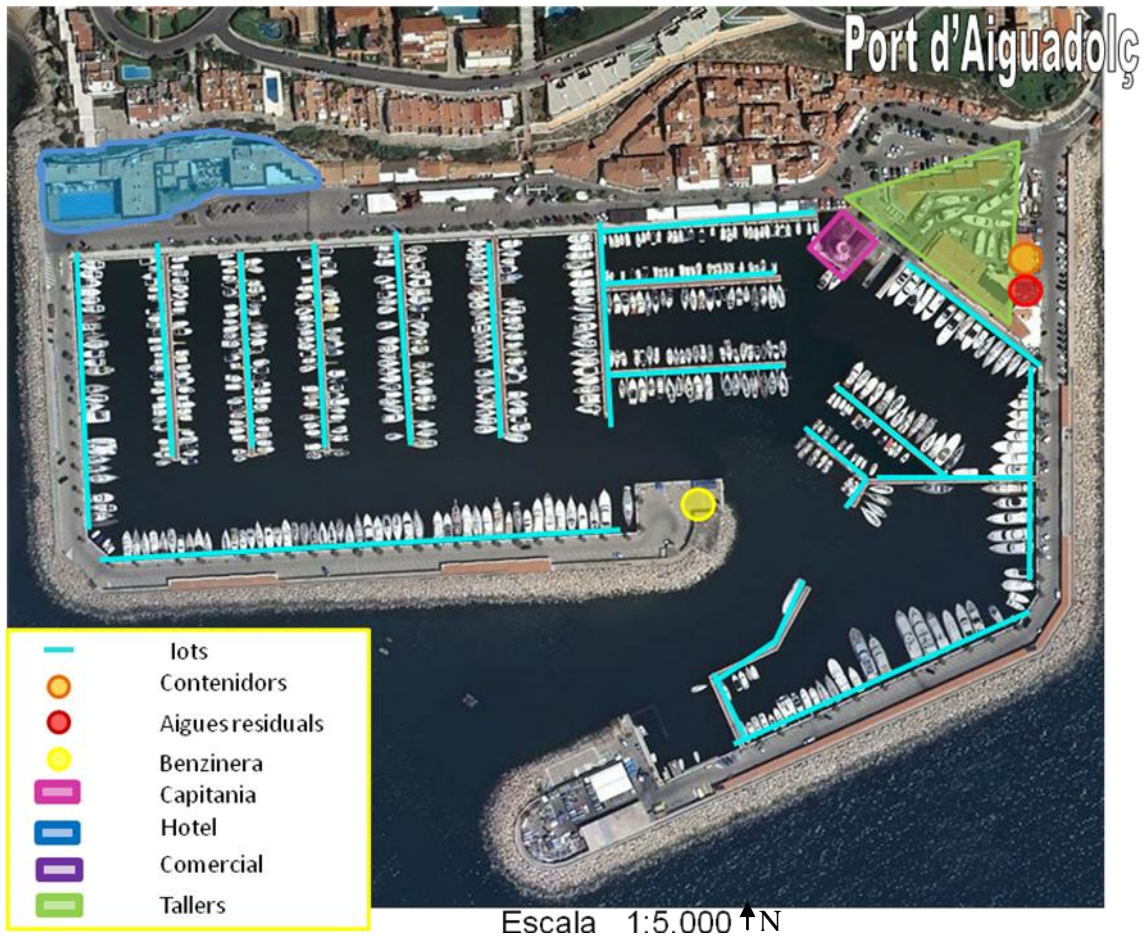 Port d'Aiguadolç
lots
Contenidors
Aigues residuals
Benzinera
Capitania
Hotel
Comercial
Tallers
Escala 1:5.000 N